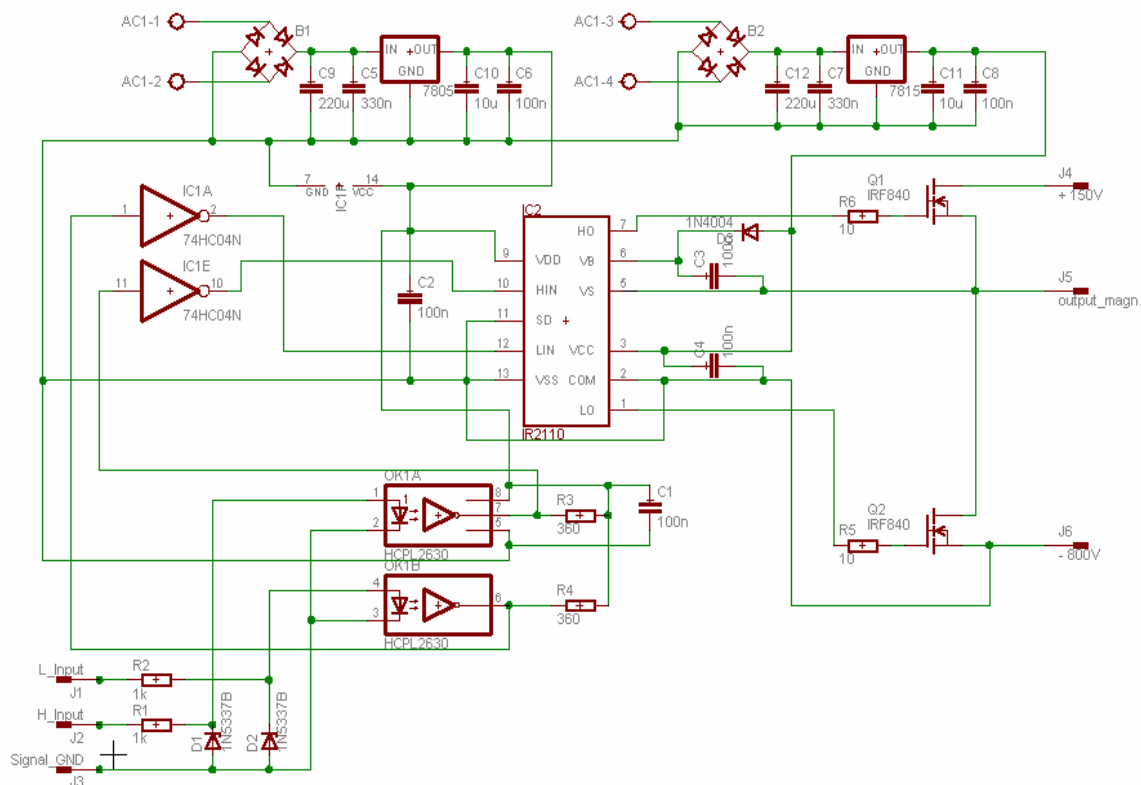 AC1-1
B1
AC1-2
C9
220u
C5
330n
IN
OUT
GND
7805
C10
10u
C6
100n
AC1-3
B2
AC1-4
C12
220u
C7
330n
IN
OUT
GND
7815
C11
10u
C8
100n
7
GND
IC1P
14
VCC
IC1A
1
2
74HC04N
IC1E
11
10
74HC04N
C2
100n
IC2
HO
7
VDD
9
VB
6
HIN
10
VS
5
SD
11
LIN
12
VCC
3
VSS
13
COM
2
LO
1
IR2110
1N4004
C3
100n
C4
100n
R6
10
Q1
IRF840
J4
+150V
J5
output_magn.
R5
10
Q2
IRF840
J6
-800V
OK1A
1
1
2
8
7
5
HCPL2630
R3
360
C1
100n
OK1B
4
3
6
HCPL2630
R4
360
L_Input
J1
R2
1k
H_Input
J2
R1
1k
Signal_GND
J3
D1
1N5337B
D2
1N5337B